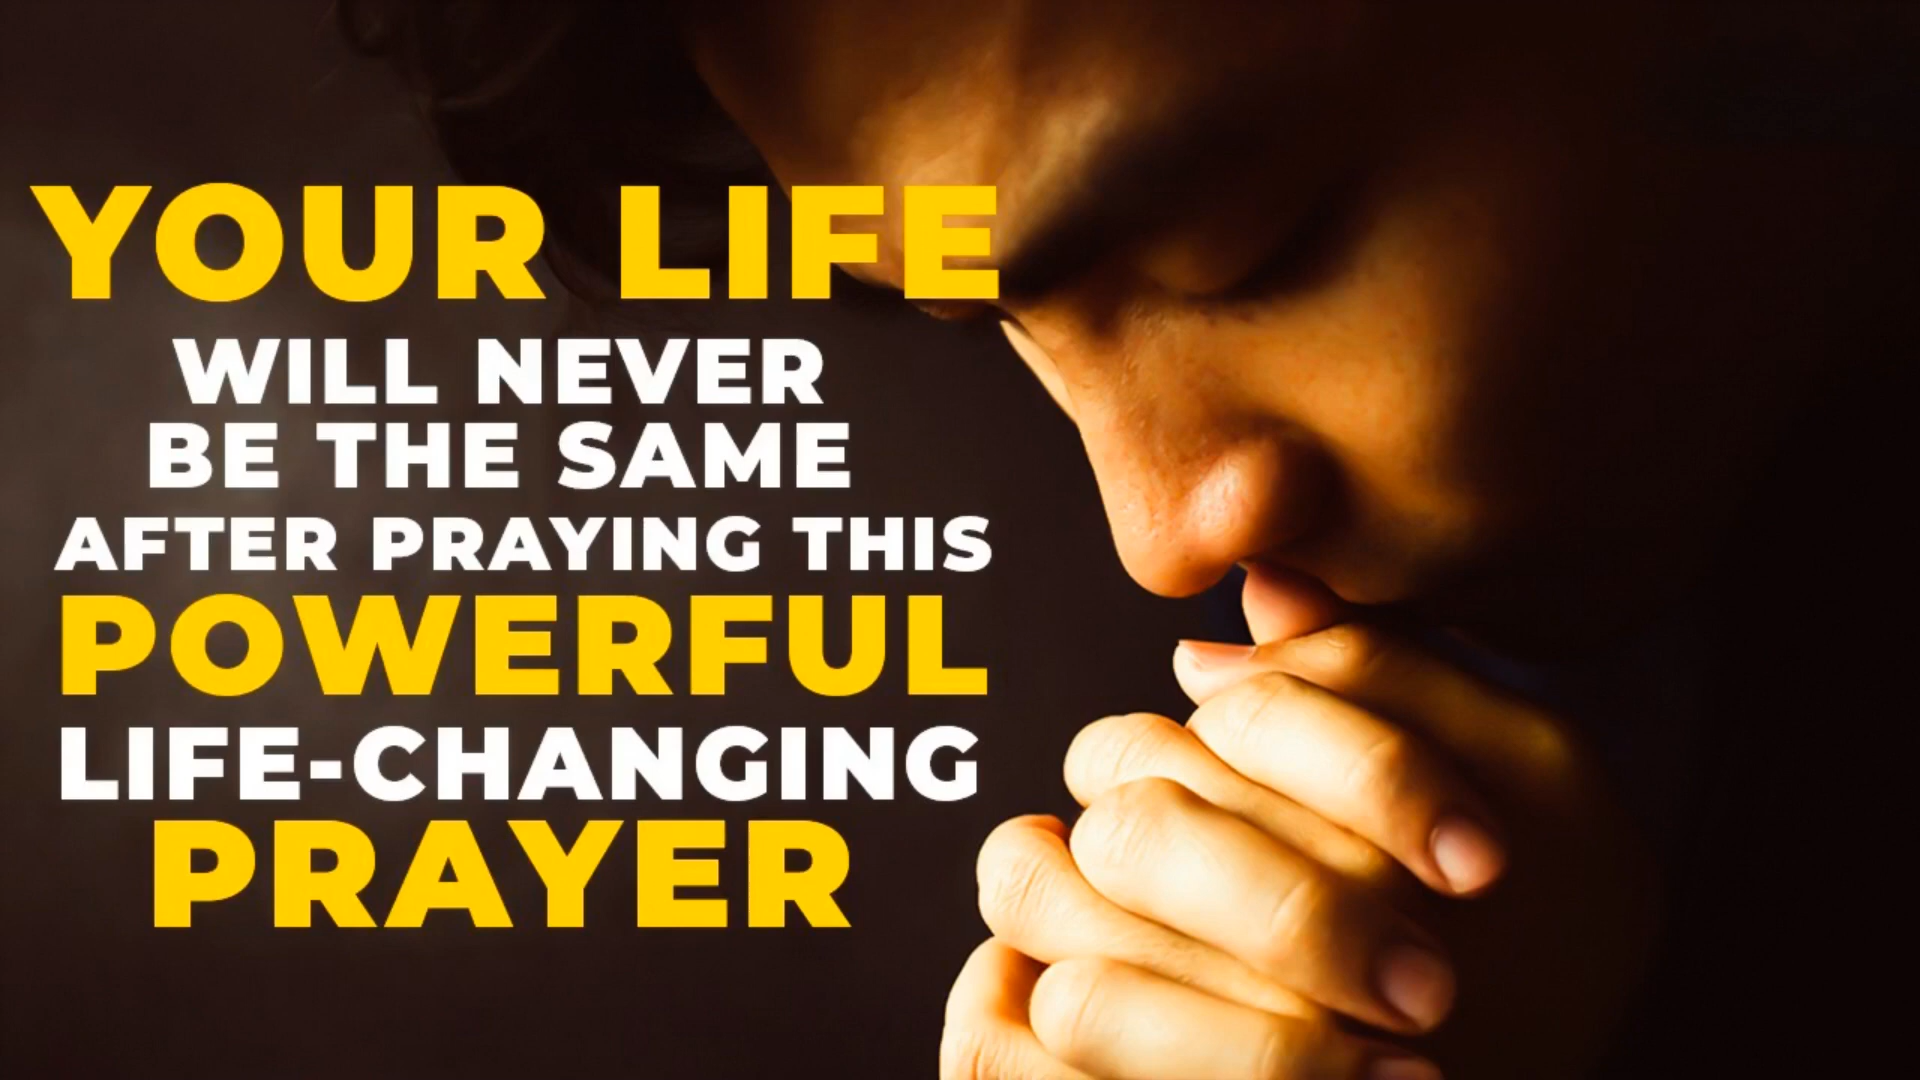 YOUR LIFE
WILL NEVER
BE THE SAME
AFTER PRAYING THIS
POWERFUL
LIFE-CHANGING
PRAYER